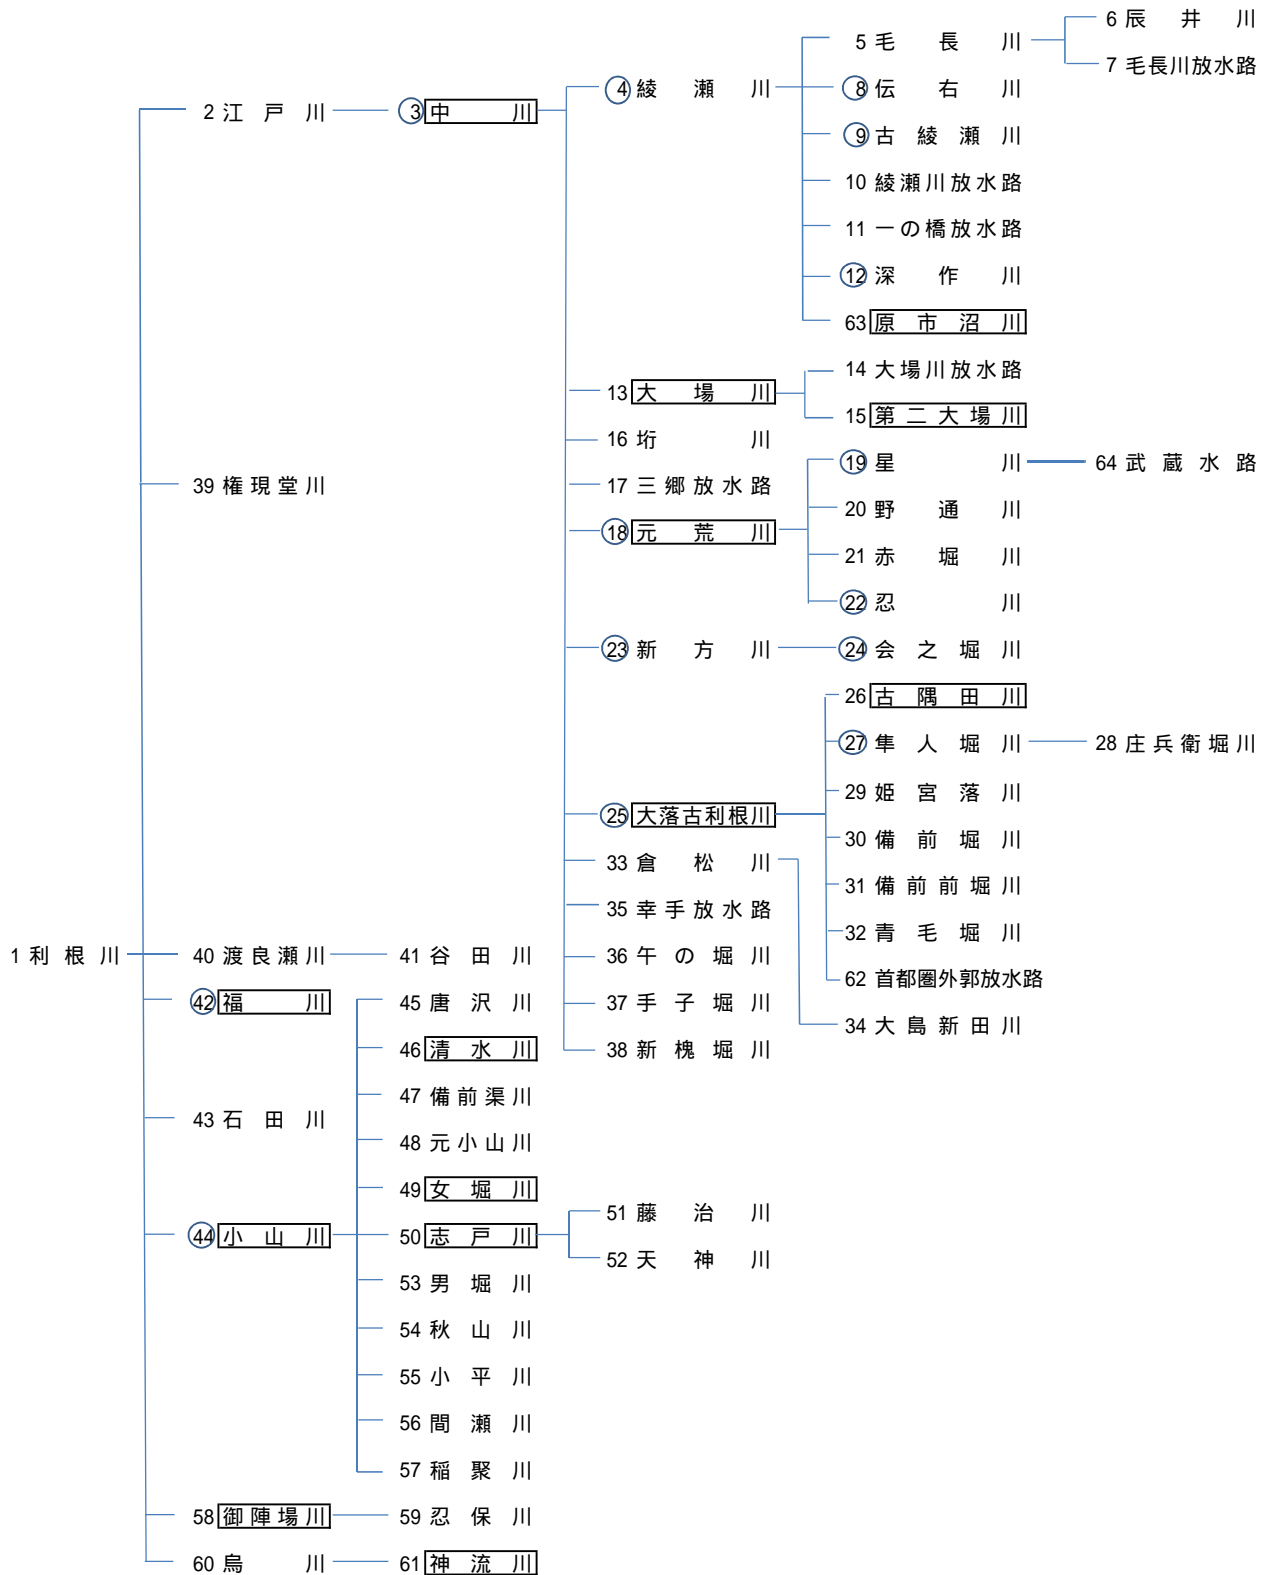 6 辰井川
5 毛長川
7 毛長川放水路
4 綾瀬川
8 伝右川
2 江戸川
3 中川
9 古綾瀬川
10 綾瀬川放水路
11 一の橋放水路
12 深作川
63 原市沼川
14 大場川放水路
13 大場川
15 第二大場川
16 垳川
19 星川
64 武蔵水路
39 権現堂川
17 三郷放水路
20 野通川
18 元荒川
21 赤堀川
22 忍川
23 新方川
24 会之堀川
26 古隅田川
27 隼人堀川
28 庄兵衛堀川
29 姫宮落川
25 大落古利根川
30 備前堀川
33 倉松川
31 備前前堀川
35 幸手放水路
32 青毛堀川
1 利根川
40 渡良瀬川
41 谷田川
36 午の堀川
62 首都圏外郭放水路
42 福川
45 唐沢川
37 手子堀川
34 大島新田川
46 清水川
38 新槐堀川
47 備前渠川
43 石田川
48 元小山川
49 女堀川
51 藤治川
44 小山川
50 志戸川
52 天神川
53 男堀川
54 秋山川
55 小平川
56 間瀬川
57 稲聚川
58 御陣場川
59 忍保川
60 烏川
61 神流川